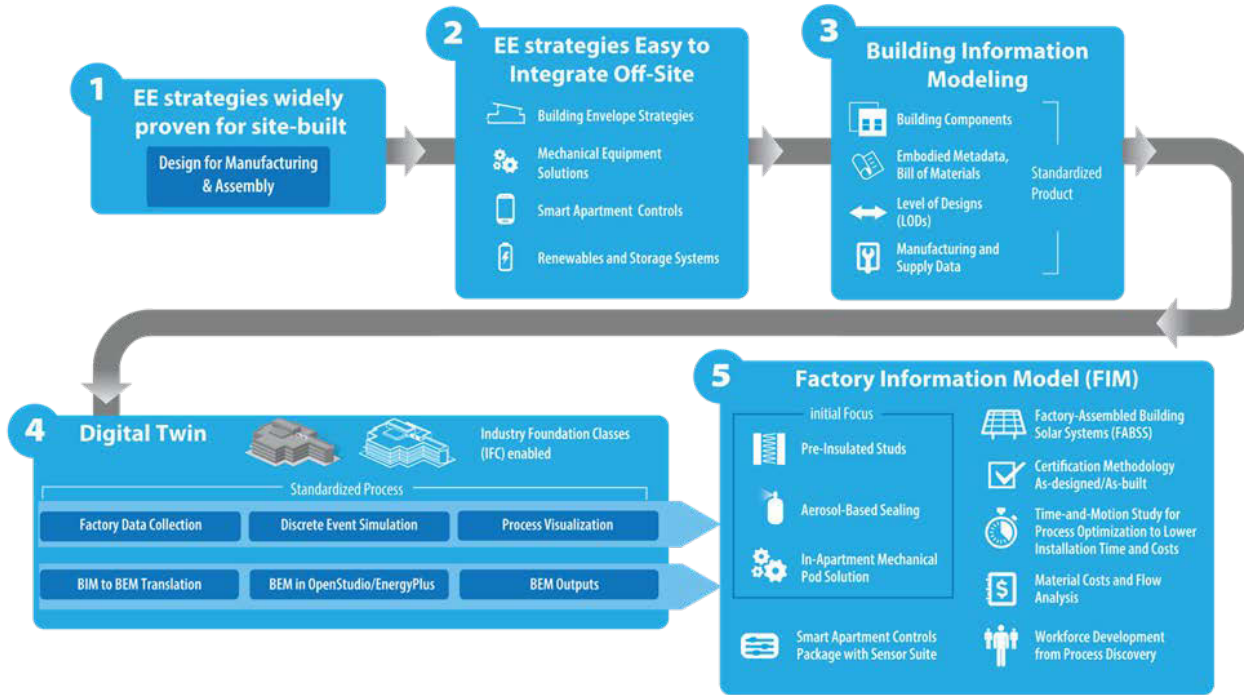 1
EE strategies widely
proven for site-built
Design for Manufacturing
& Assembly
2
EE strategies Easy to
Integrate Off-Site
Building Envelope Strategies
Mechanical Equipment
Solutions
Smart Apartment Controls
Renewables and Storage Systems
3
Building Information
Modeling
Building Components
Embodied Metadata,
Bill of Materials
Level of Designs
(LODs)
Manufacturing and
Supply Data
Standardized
Product
4
Digital Twin
Industry Foundation Classes
(IFC) enabled
Standardized Process
Factory Data Collection
Discrete Event Simulation
Process Visualization
BIM to BEM Translation
BEM in OpenStudio/EnergyPlus
BEM Outputs
5
Factory Information Model (FIM)
initial Focus
Pre-Insulated Studs
Aerosol-Based Sealing
In-Apartment Mechanical
Pod Solution
Smart Apartment Controls
Package with Sensor Suite
Factory-Assembled Building
Solar Systems (FABSS)
Certification Methodology
As-designed/As-built
Time-and-Motion Study for
Process Optimization to Lower
Installation Time and Costs
$
Material Costs and Flow
Analysis
Workforce Development
from Process Discovery